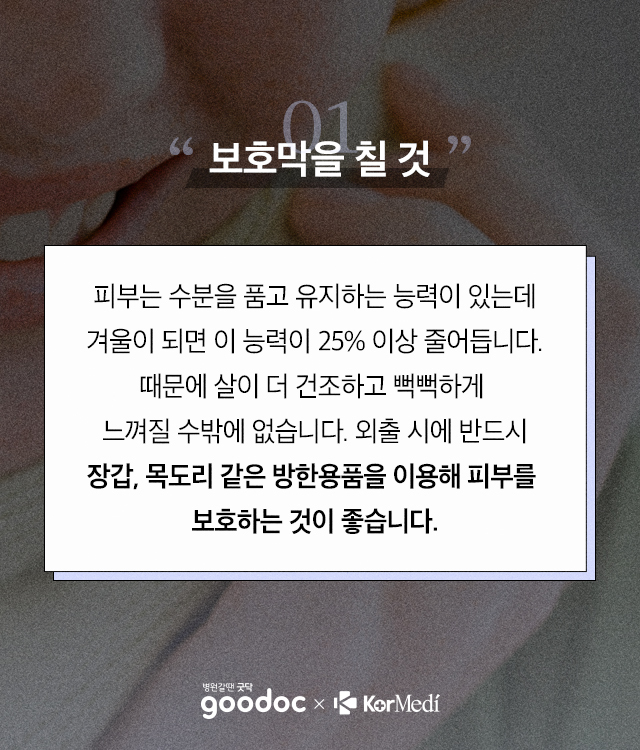 01
“ 보호막을 칠 것 ”
피부는 수분을 품고 유지하는 능력이 있는데
겨울이 되면 이 능력이 25% 이상 줄어듭니다.
때문에 살이 더 건조하고 뻑뻑하게
느껴질 수밖에 없습니다. 외출 시에 반드시
장갑, 목도리 같은 방한용품을 이용해 피부를
보호하는 것이 좋습니다.
병원갈땐 굿닥
goodoc × KorMedi